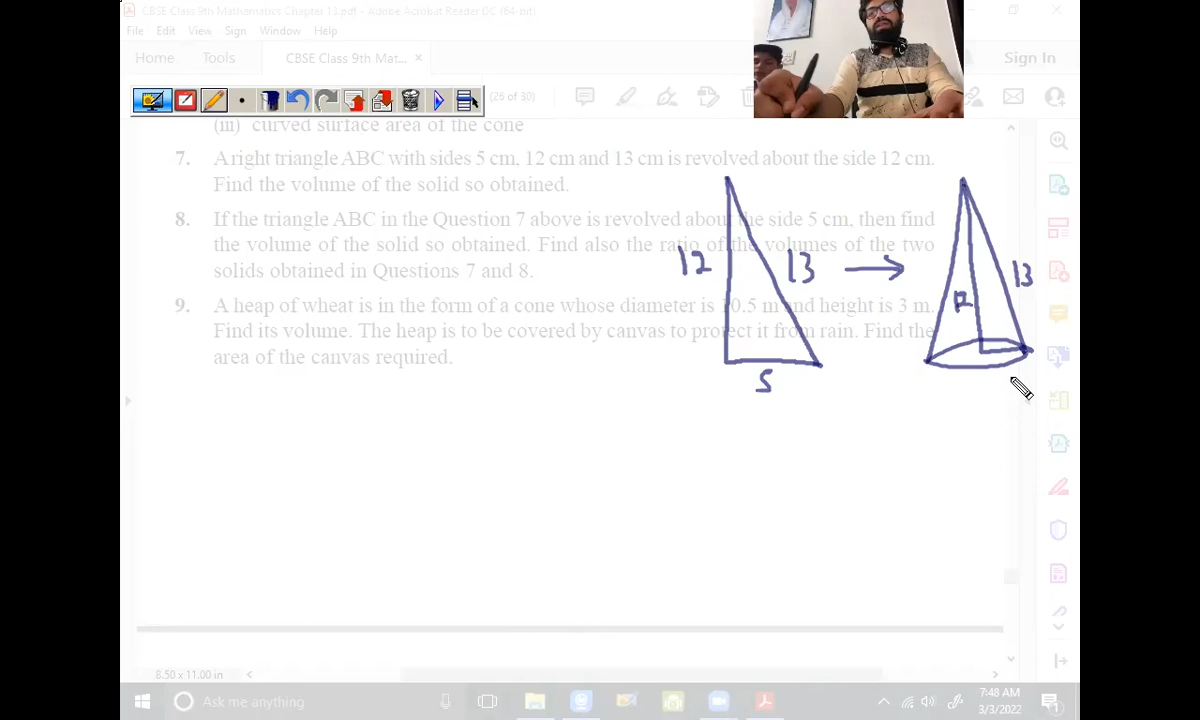 CBSE Class 9th Mathematics Chapter 13.pdf - Adobe Acrobat Reader DC (64-bit)
File Edit View Sign Window Help
Home Tools CBSE Class 9th Mat... × Sign In
(26 of 30)
(iii) curved surface area of the cone
7. A right triangle ABC with sides 5 cm, 12 cm and 13 cm is revolved about the side 12 cm.
Find the volume of the solid so obtained.
8. If the triangle ABC in the Question 7 above is revolved about the side 5 cm, then find
the volume of the solid so obtained. Find also the ratio of the volumes of the two
solids obtained in Questions 7 and 8.
9. A heap of wheat is in the form of a cone whose diameter is 10.5 m and height is 3 m.
Find its volume. The heap is to be covered by canvas to protect it from rain. Find the
area of the canvas required.
12 13 → 12 13
5
8.50 x 11.00 in
Ask me anything
7:48 AM
3/3/2022
1